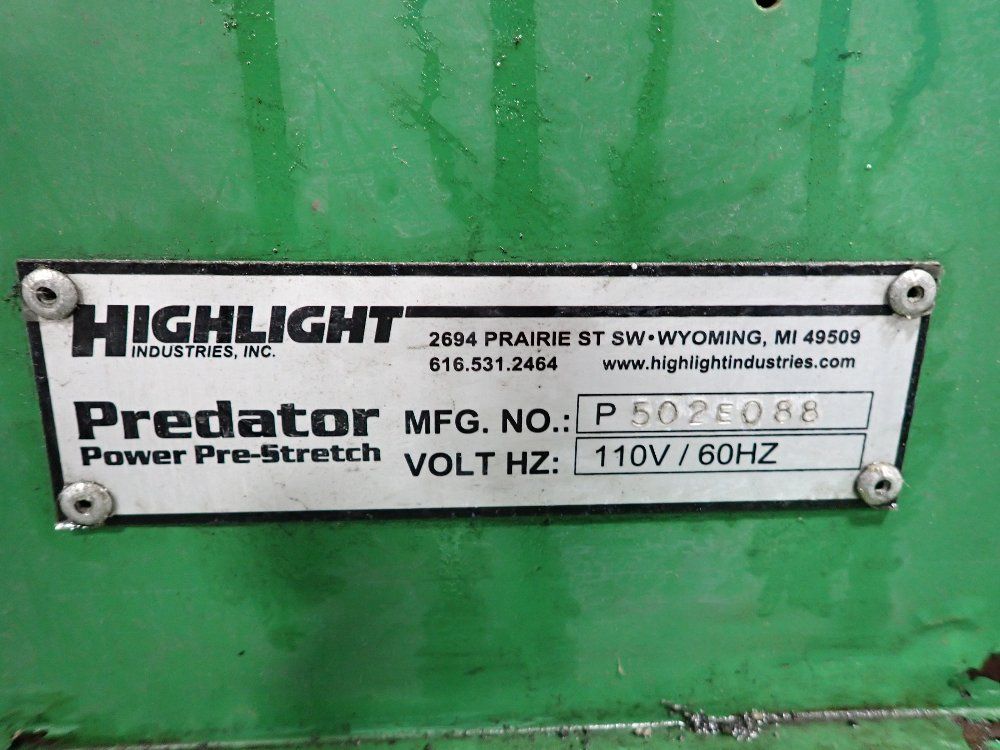 HIGHLIGHT
INDUSTRIES, INC.
2694 PRAIRIE ST SW•WYOMING, MI 49509
616.531.2464 www.highlightindustries.com
Predator
Power Pre-Stretch
MFG. NO.: P 502E088
VOLT HZ: 110V / 60HZ